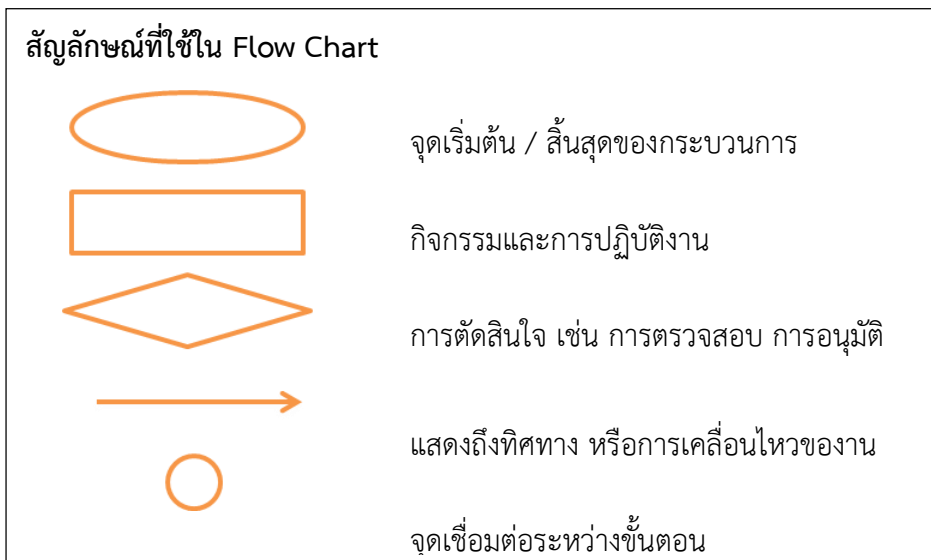 สัญลักษณ์ที่ใช้ใน Flow Chart
จุดเริ่มต้น / สิ้นสุดของกระบวนการ
กิจกรรมและการปฏิบัติงาน
การตัดสินใจ เช่น การตรวจสอบ การอนุมัติ
แสดงถึงทิศทาง หรือการเคลื่อนไหวของงาน
จุดเชื่อมต่อระหว่างขั้นตอน